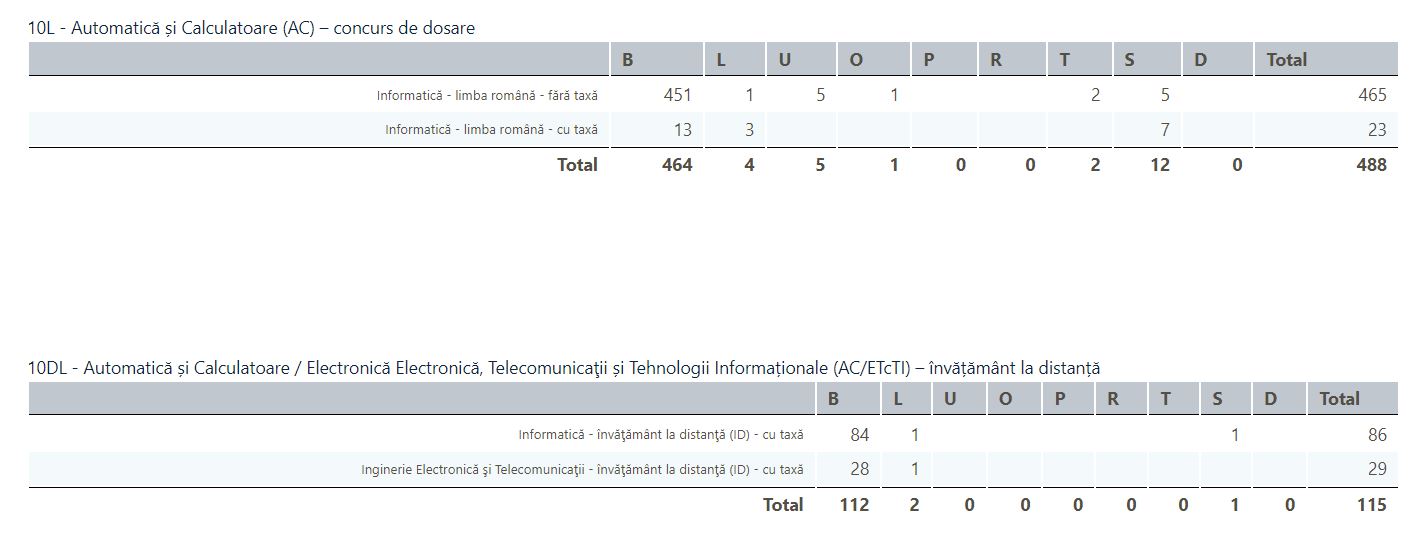 10L - Automatică și Calculatoare (AC) – concurs de dosare
B L U O P R T S D Total
Informatică - limba română - fără taxă 451 1 5 1 2 5 465
Informatică - limba română - cu taxă 13 3 7 23
Total 464 4 5 1 0 0 2 12 0 488
10DL - Automatică și Calculatoare / Electronică Electronică, Telecomunicaţii și Tehnologii Informaționale (AC/ETcTI) – învățământ la distanță
B L U O P R T S D Total
Informatică - învăţământ la distanţă (ID) - cu taxă 84 1 1 86
Inginerie Electronică şi Telecomunicaţii - învăţământ la distanţă (ID) - cu taxă 28 1 29
Total 112 2 0 0 0 0 0 1 0 115